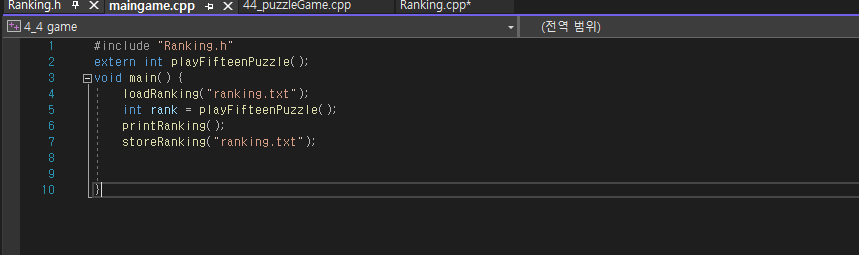 Ranking.h maingame.cpp 44_puzzleGame.cpp Ranking.cpp*
4_4 game (전역 범위)
1 #include "Ranking.h"
2 extern int playFifteenPuzzle();
3 void main() {
4 loadRanking("ranking.txt");
5 int rank = playFifteenPuzzle();
6 printRanking();
7 storeRanking("ranking.txt");
8
9
10 }